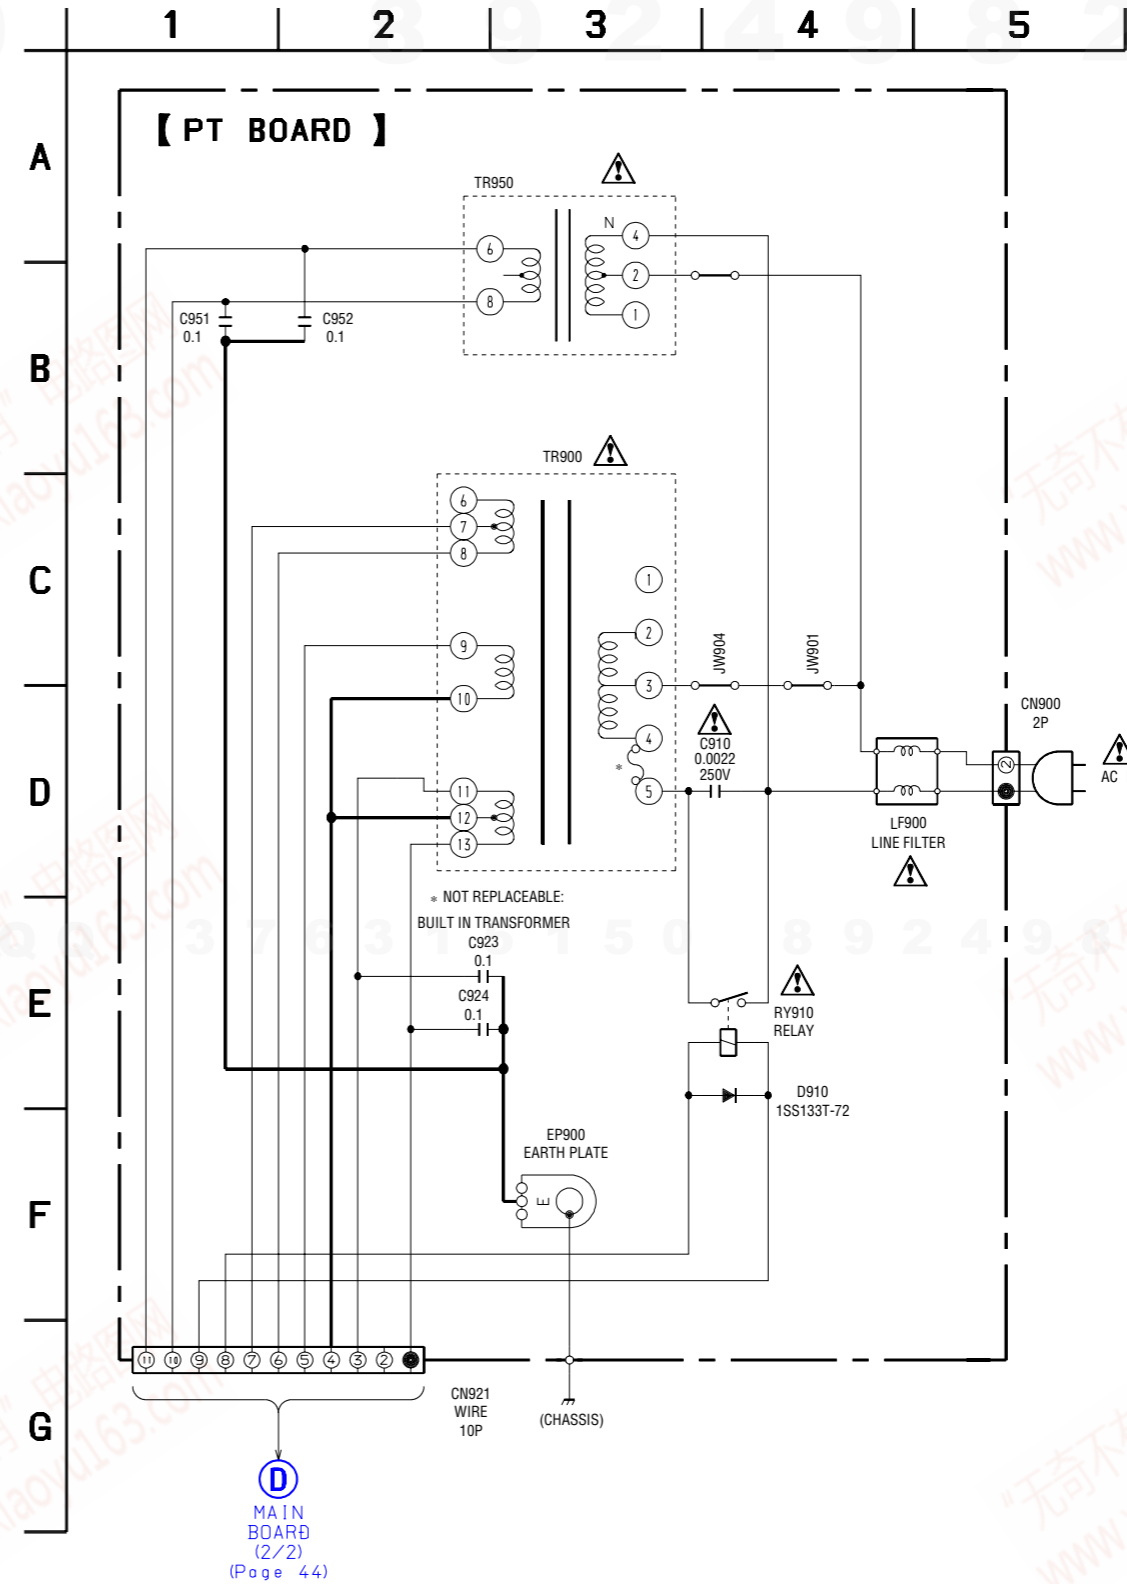 1 2 3 4 5
A
B
C
D
E
F
G
【 PT BOARD 】
TR950
N
6
8
4
2
1
C951
0.1
C952
0.1
TR900
6
7
8
9
10
11
12
13
1
2
3
4
5
*
JW904
JW901
C910
0.0022
250V
CN900
2P
2
AC
LF900
LINE FILTER
* NOT REPLACEABLE:
BUILT IN TRANSFORMER
C923
0.1
C924
0.1
RY910
RELAY
D910
1SS133T-72
EP900
EARTH PLATE
E
11 10 9 8 7 6 5 4 3 2
CN921
WIRE
10P
(CHASSIS)
D
MAIN
BOARD
(2/2)
(Page 44)